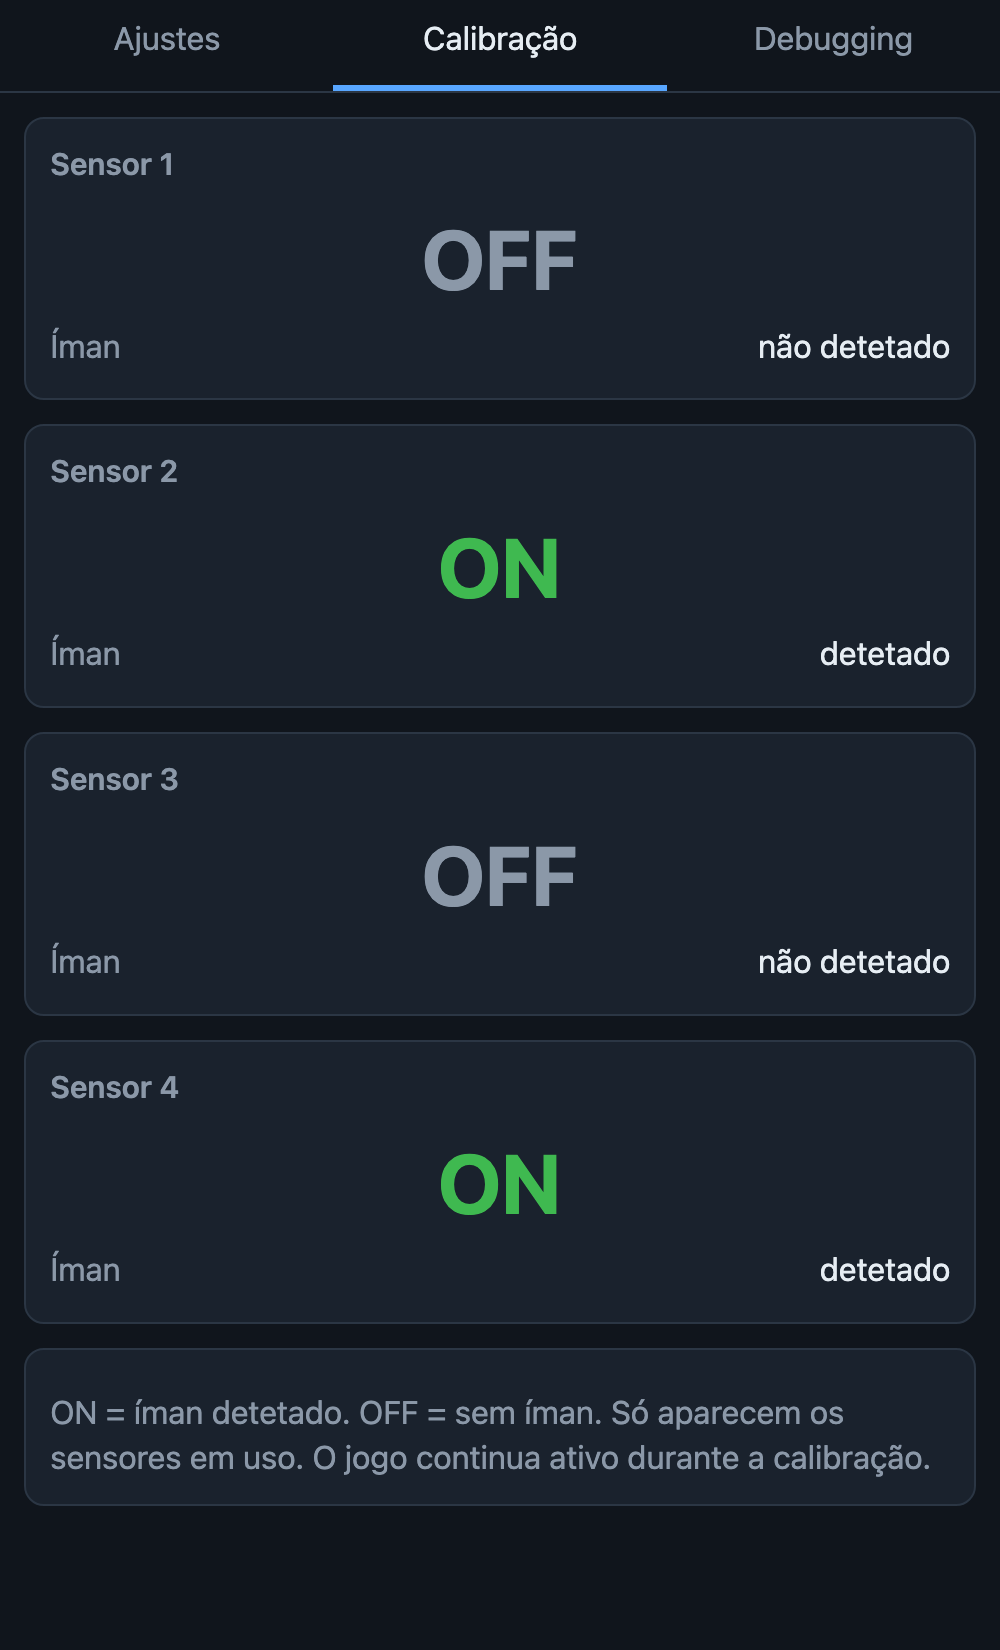 Ajustes
Calibração
Debugging
Sensor 1
OFF
Íman
não detetado
Sensor 2
ON
Íman
detetado
Sensor 3
OFF
Íman
não detetado
Sensor 4
ON
Íman
detetado
ON = íman detetado. OFF = sem íman. Só aparecem os
sensores em uso. O jogo continua ativo durante a calibração.